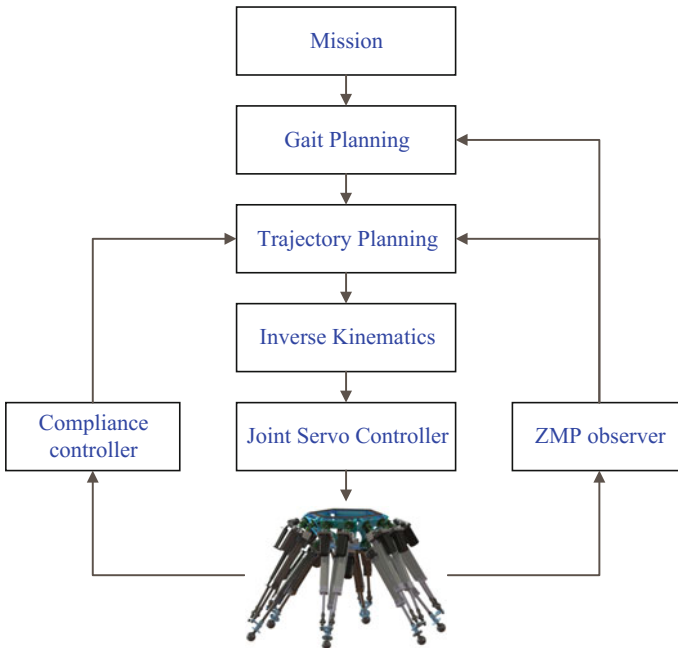 Mission
Gait Planning
Trajectory Planning
Inverse Kinematics
Compliance
controller
Joint Servo Controller
ZMP observer